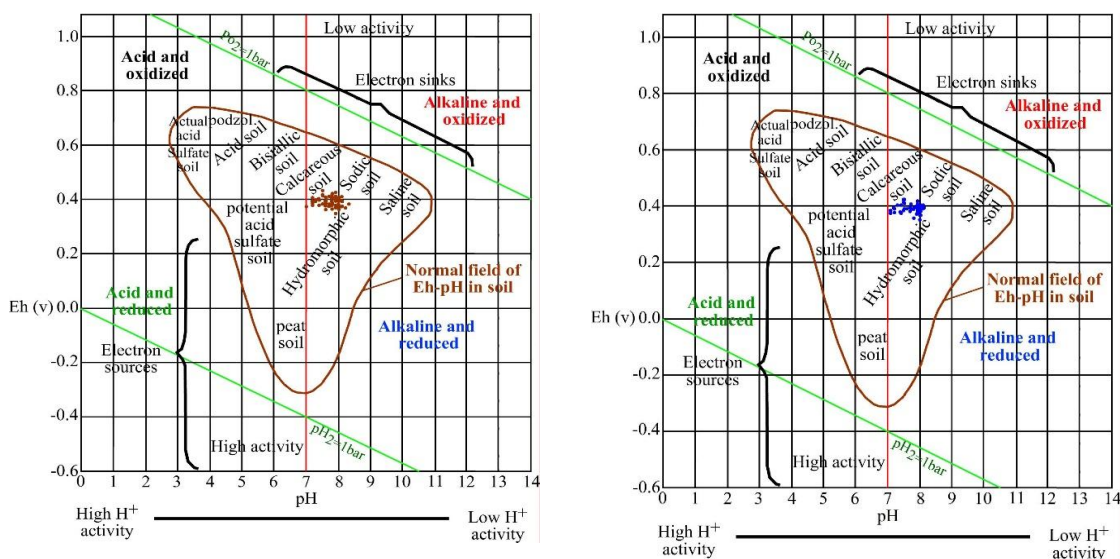 Low activity
1.0
Po2=1bar
Acid and
oxidized
Electron sinks
0.8
Alkaline and
oxidized
Actual
acid
Sulfate
soil
podzol.
Acid soil
Bisiallic
soil
Calcareous
soil
Sodic
soil
Saline
soil
0.6
0.4
potential
acid
sulfate
soil
Hydromorphic
soil
0.2
Normal field of
Eh-pH in soil
Eh (v)
0.0
Acid and
reduced
peat
soil
Alkaline and
reduced
-0.2
Electron
sources
-0.4
High activity
pH2=1bar
-0.6
0 1 2 3 4 5 6 7 8 9 10 11 12 13 14
pH
High H+
activity
Low H+
activity
Low activity
1.0
Po2=1bar
Acid and
oxidized
Electron sinks
0.8
Alkaline and
oxidized
Actual
acid
Sulfate
soil
podzol.
Acid soil
Bisiallic
soil
Calcareous
soil
Sodic
soil
Saline
soil
0.6
0.4
potential
acid
sulfate
soil
Hydromorphic
soil
0.2
Normal field of
Eh-pH in soil
Eh (v)
0.0
Acid and
reduced
peat
soil
Alkaline and
reduced
-0.2
Electron
sources
-0.4
High activity
pH2=1bar
-0.6
0 1 2 3 4 5 6 7 8 9 10 11 12 13 14
pH
High H+
activity
Low H+
activity